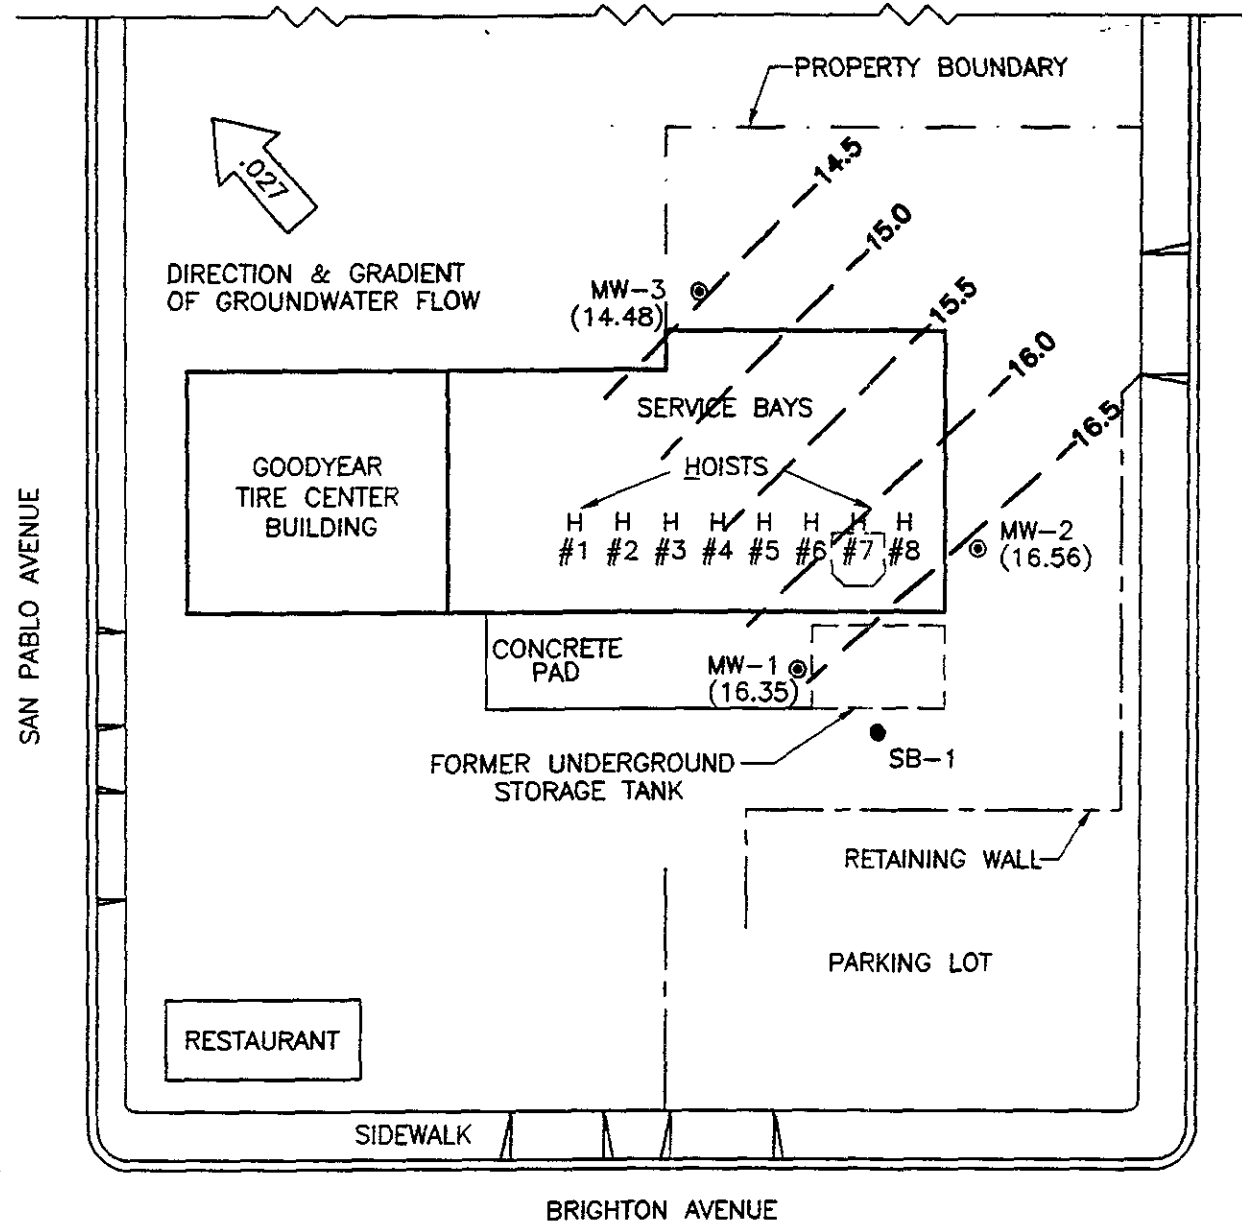 PROPERTY BOUNDARY
14.5
.027
15.0
DIRECTION & GRADIENT
OF GROUNDWATER FLOW
MW-3
(14.48)
15.5
16.0
SERVICE BAYS
16.5
GOODYEAR
TIRE CENTER
BUILDING
HOISTS
H H H H H H H H
#1 #2 #3 #4 #5 #6 #7 #8
MW-2
(16.56)
SAN PABLO AVENUE
CONCRETE
PAD
MW-1
(16.35)
FORMER UNDERGROUND
STORAGE TANK
SB-1
RETAINING WALL
PARKING LOT
RESTAURANT
SIDEWALK
BRIGHTON AVENUE